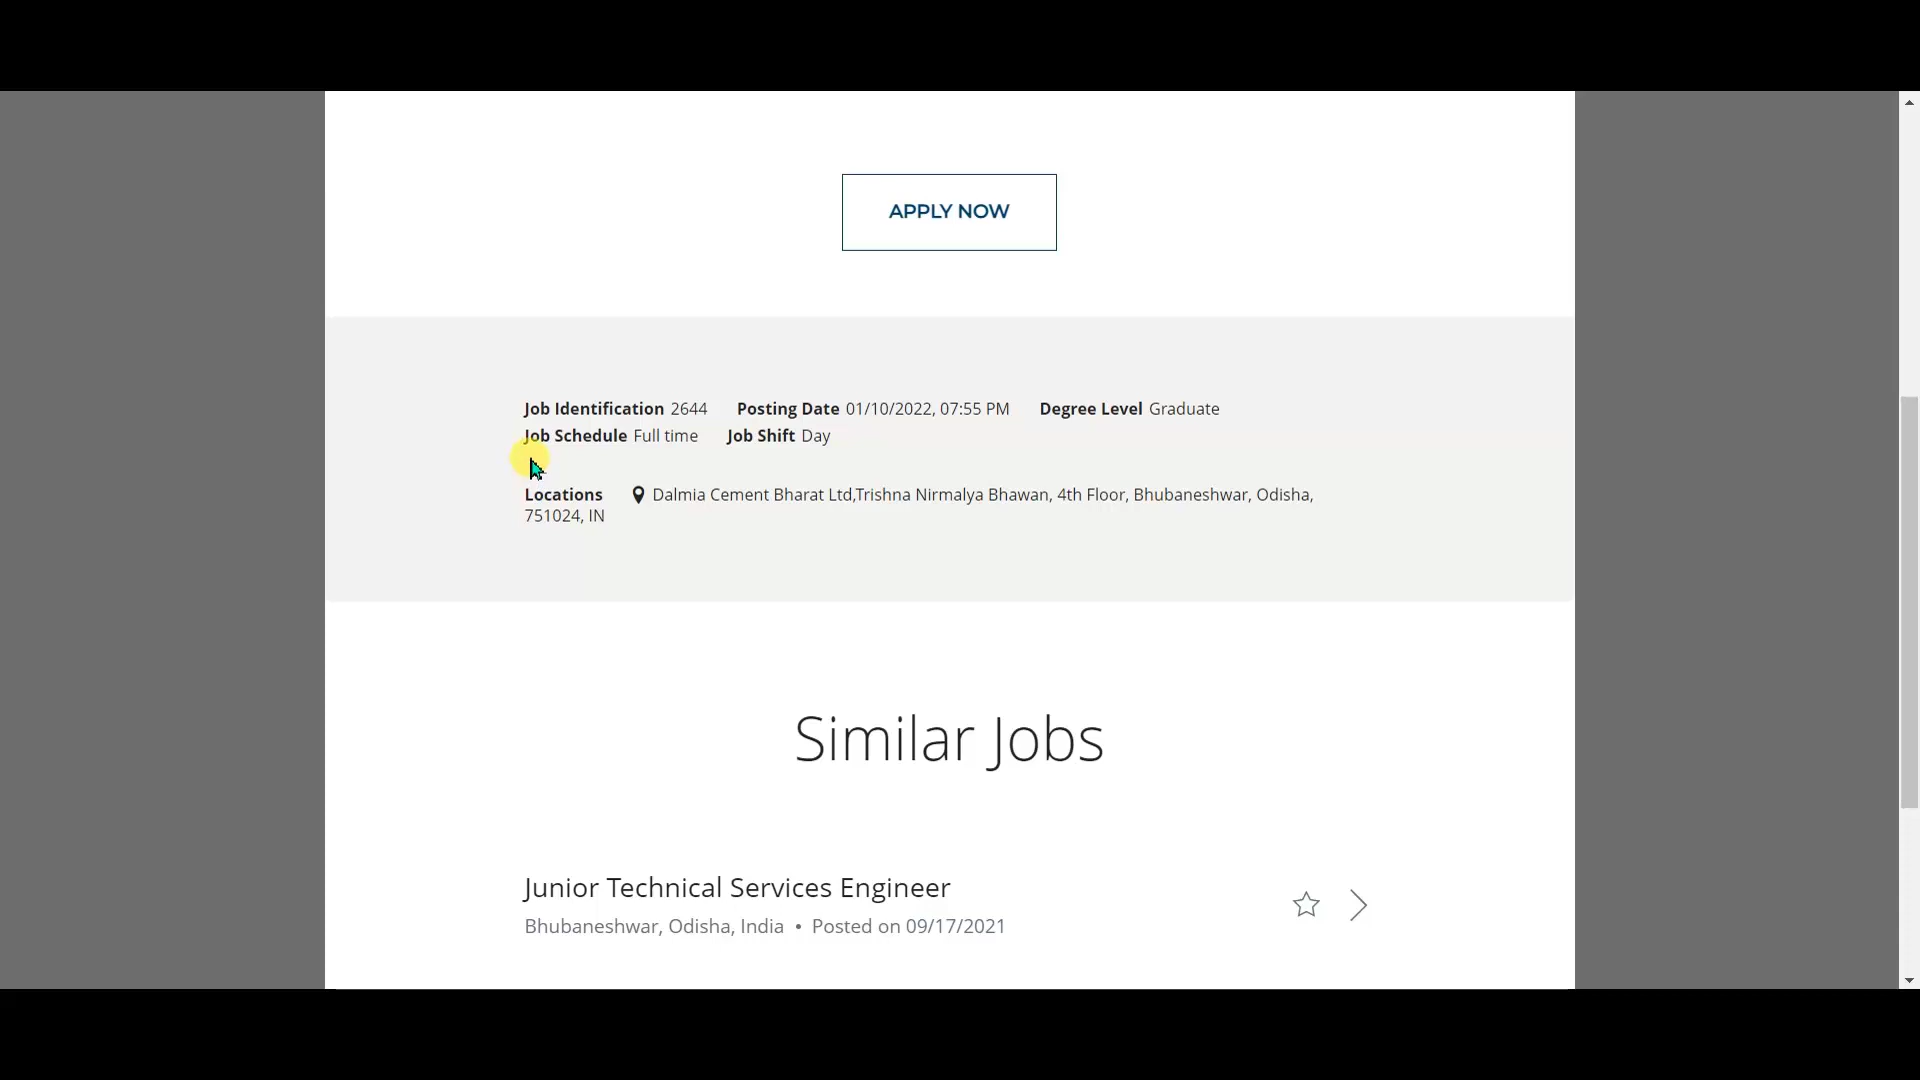 APPLY NOW
Job Identification 2644 Posting Date 01/10/2022, 07:55 PM Degree Level Graduate
Job Schedule Full time Job Shift Day
Locations Dalmia Cement Bharat Ltd,Trishna Nirmalya Bhawan, 4th Floor, Bhubaneshwar, Odisha,
751024, IN
Similar Jobs
Junior Technical Services Engineer
Bhubaneshwar, Odisha, India • Posted on 09/17/2021